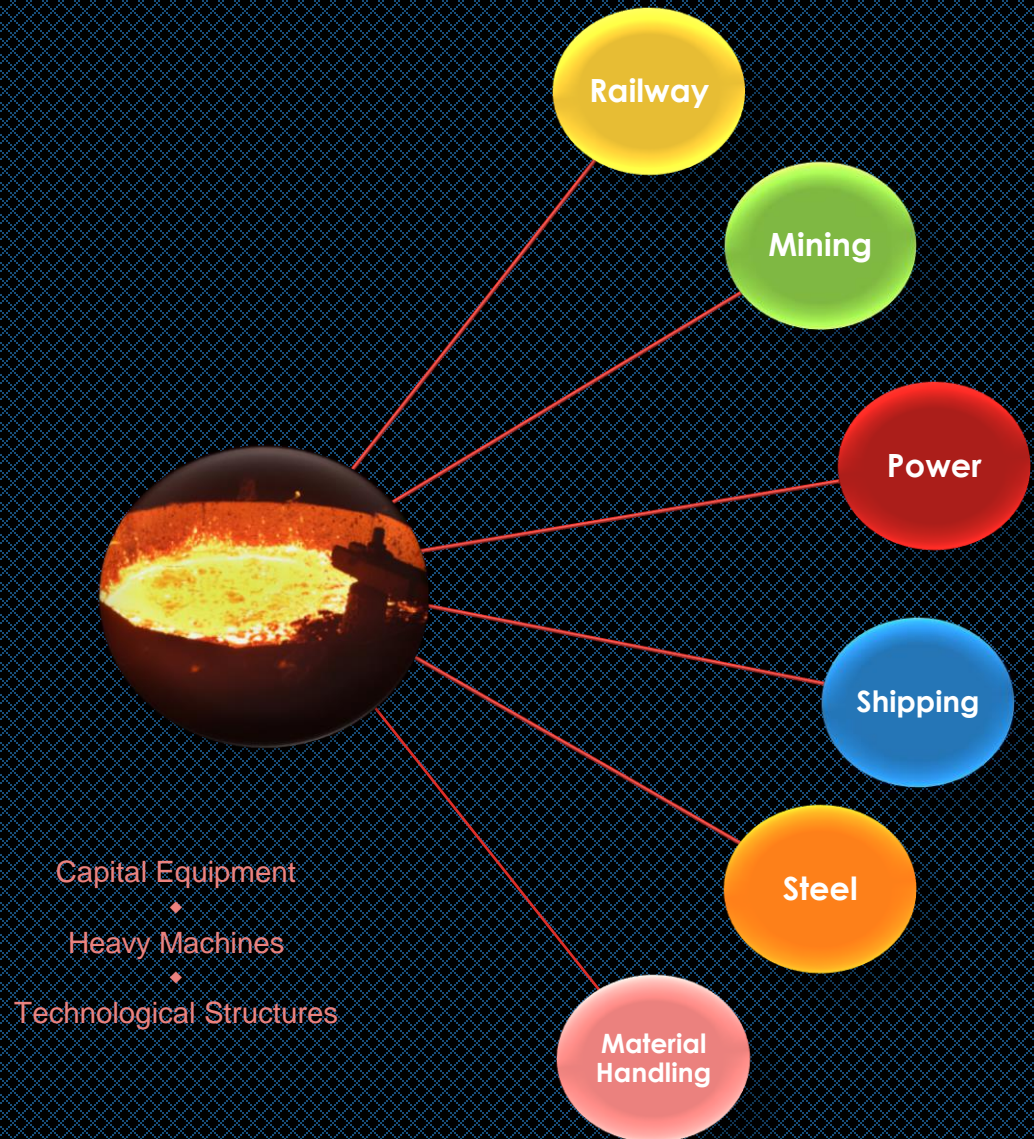 Railway
Mining
Power
Shipping
Steel
Material
Handling
Capital Equipment
Heavy Machines
Technological Structures